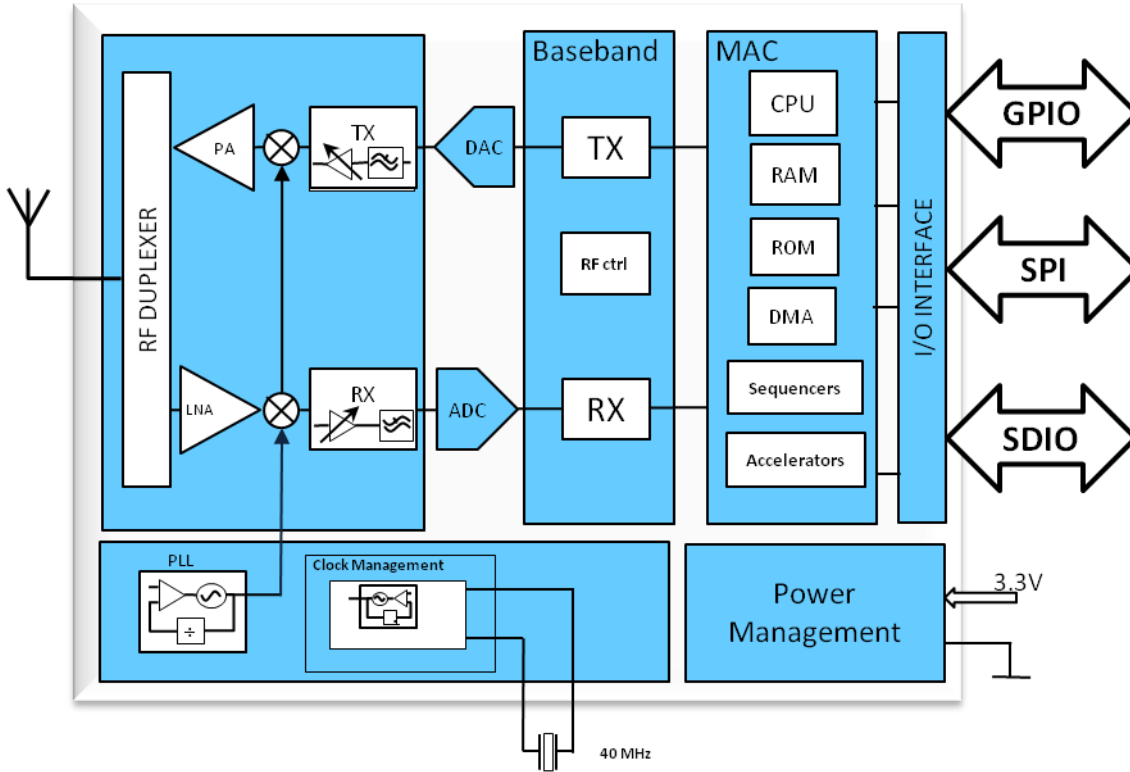 Baseband
MAC
CPU
GPIO
TX
PA
DAC
TX
RAM
RF DUPLEXER
RF ctrl
ROM
I/O INTERFACE
SPI
DMA
LNA
RX
ADC
RX
Sequencers
Accelerators
SDIO
PLL
÷
Clock Management
Power
Management
3.3V
40 MHz